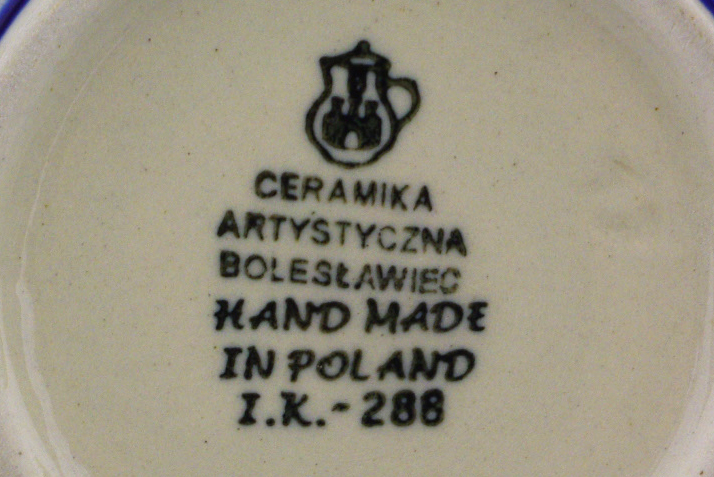 CERAMIKA
ARTYSTYCZNA
BOLESŁAWIEC
HAND MADE
IN POLAND
I.K.-288